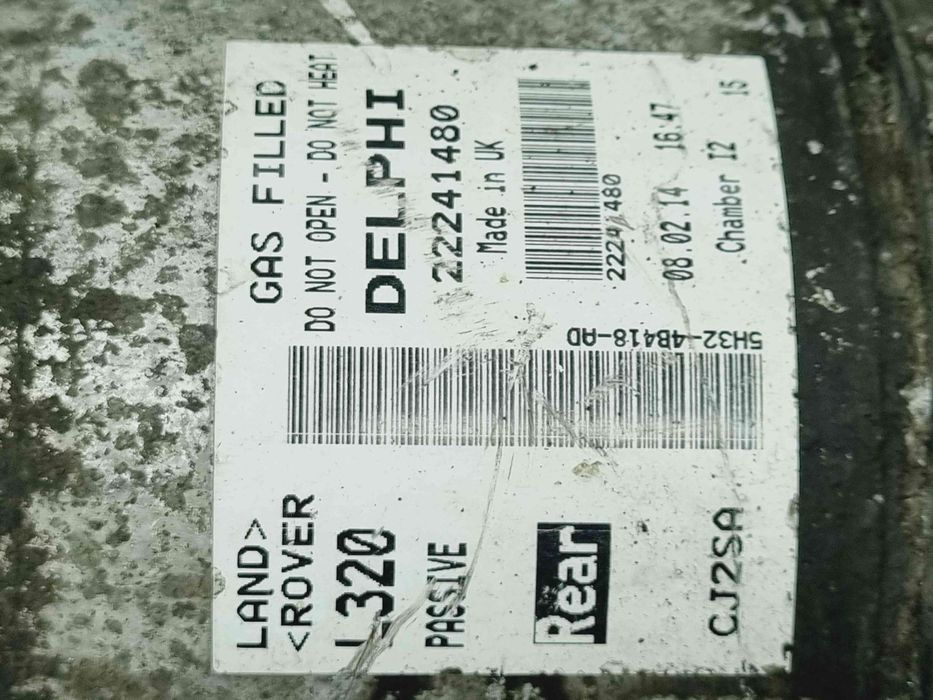 GAS FILLED
DO NOT OPEN - DO NOT HEAT
DELPHI
22241480
Made in UK
22241480
08.02.14 16:47
Chamber 12 15
5H32-4B418-AD
LAND>
<ROVER
L320
PASSIVE
Rear
CJ2SA